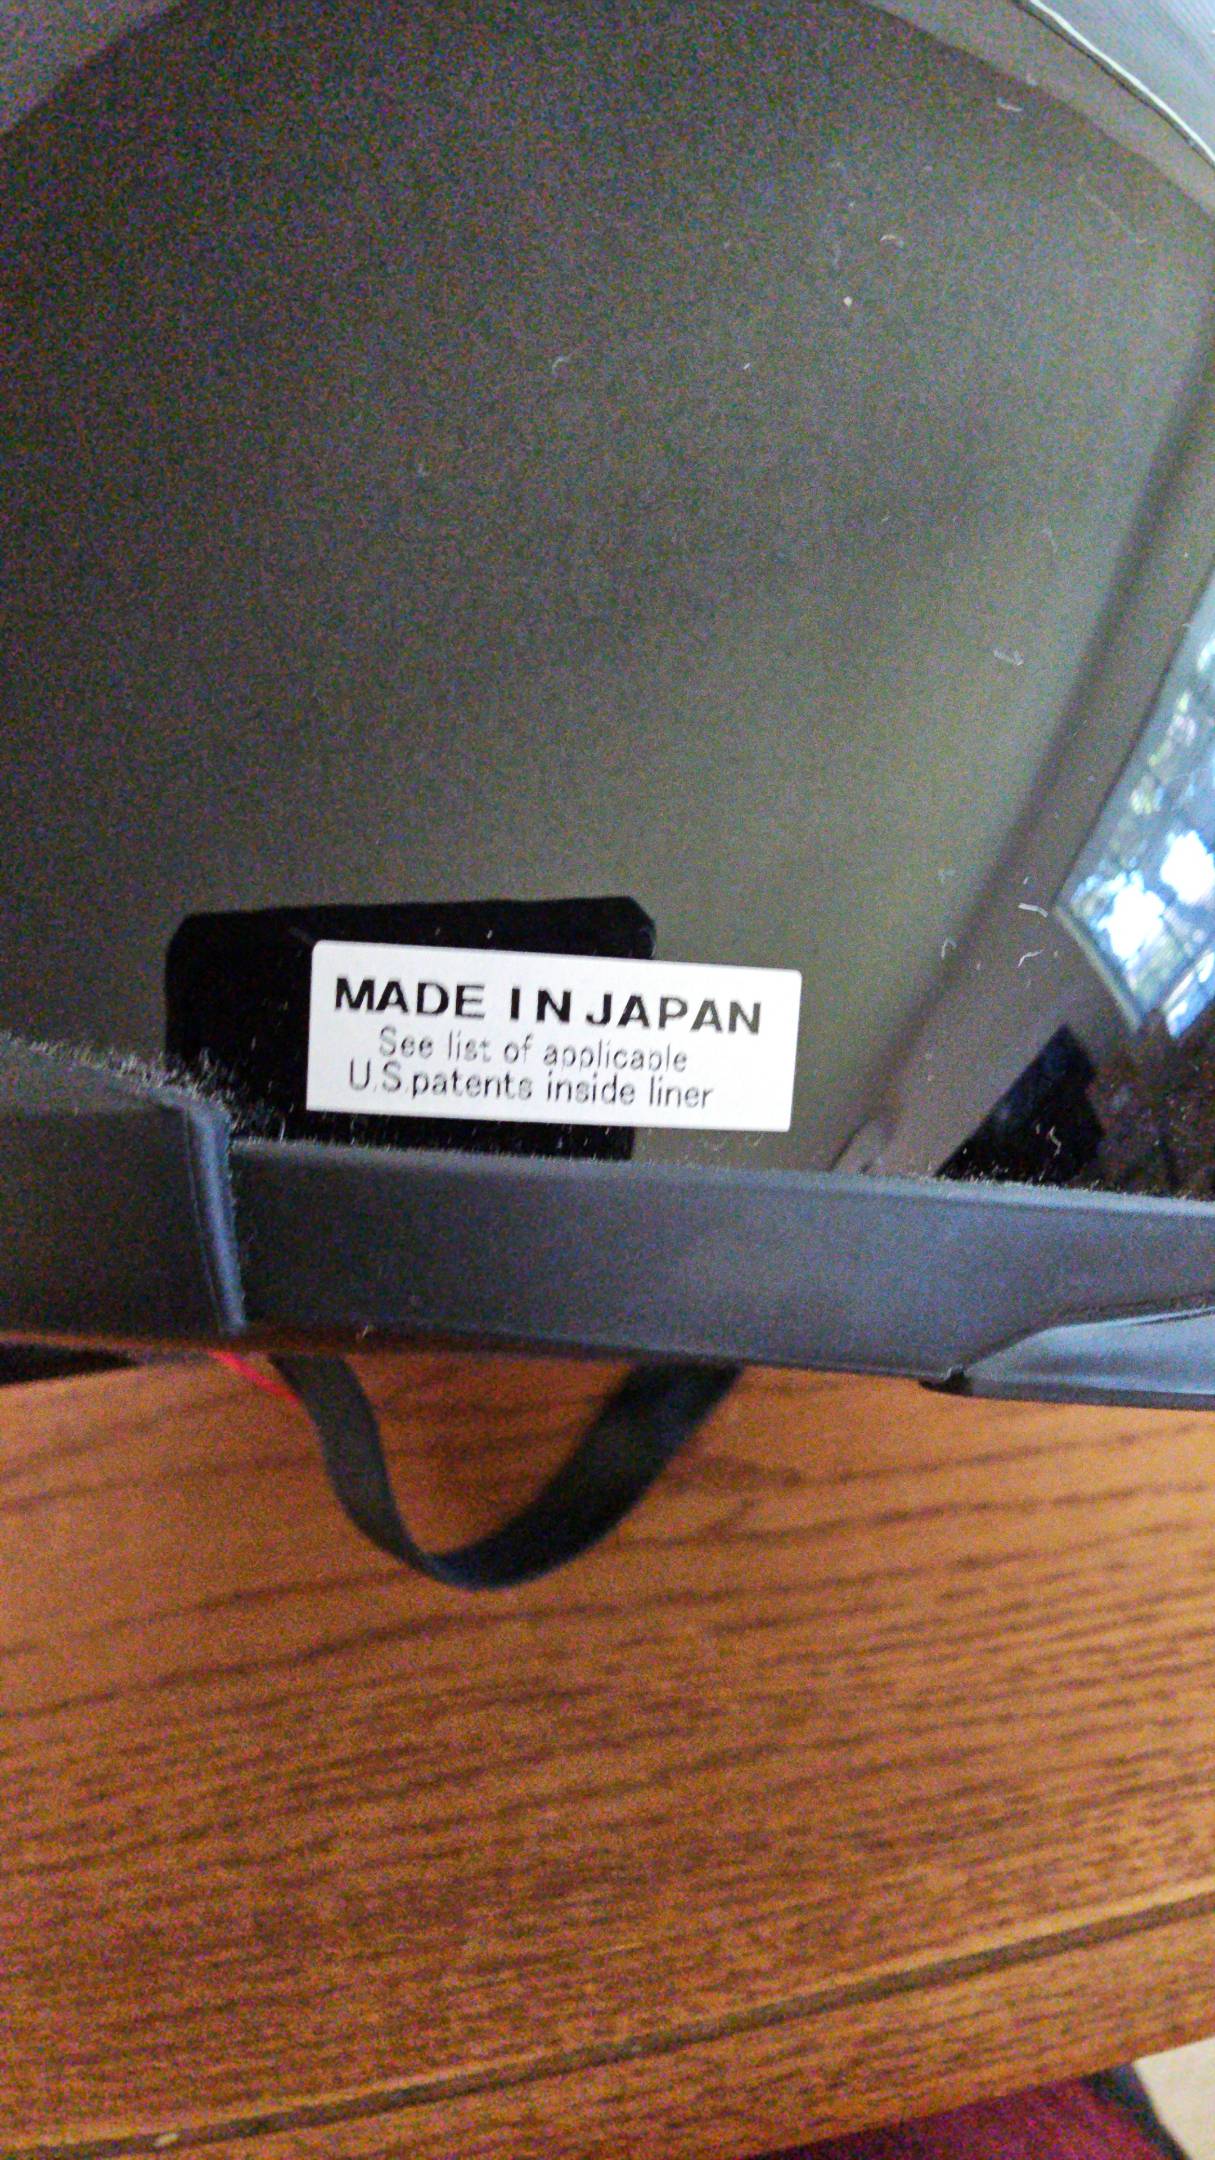 MADE IN JAPAN
See list of applicable
U.S.patents inside liner